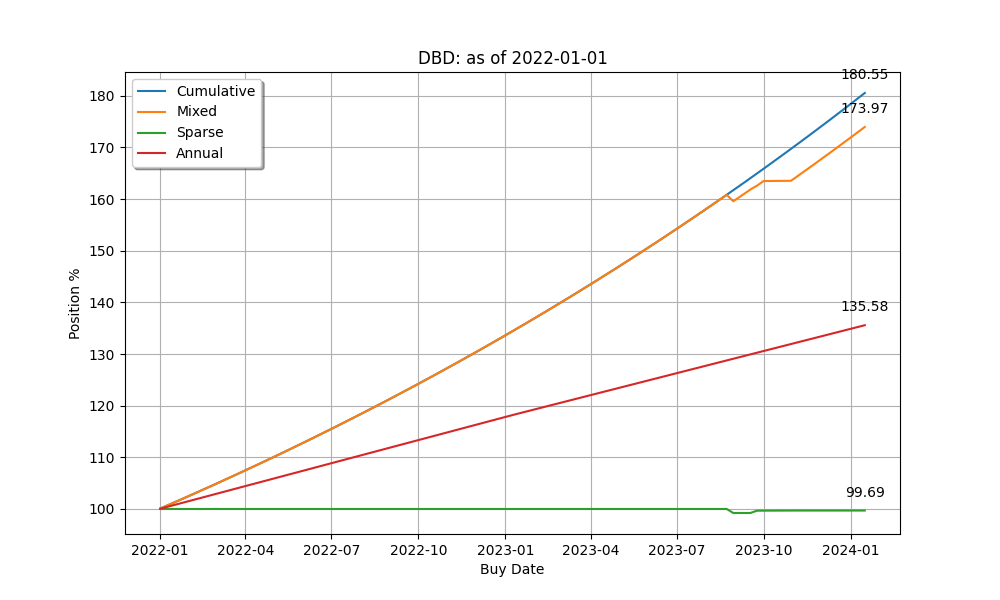 DBD: as of 2022-01-01
Cumulative
Mixed
Sparse
Annual
180.55
173.97
135.58
99.69
180
170
160
150
140
130
120
110
100
Position %
2022-01 2022-04 2022-07 2022-10 2023-01 2023-04 2023-07 2023-10 2024-01
Buy Date